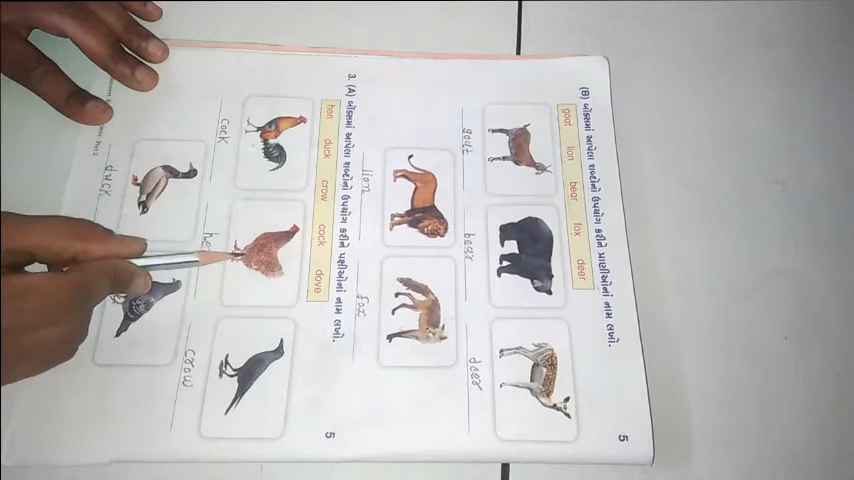 (B) બોક્સમાં આપેલા શબ્દોનો ઉપયોગ કરીને પ્રાણીઓનાં નામ લખો. 5
goat lion bear fox deer
goat bear deer
lion fox
3. (A) બોક્સમાં આપેલા શબ્દોનો ઉપયોગ કરીને પક્ષીઓનાં નામ લખો. 5
hen duck crow cock dove
cock he crow
duck